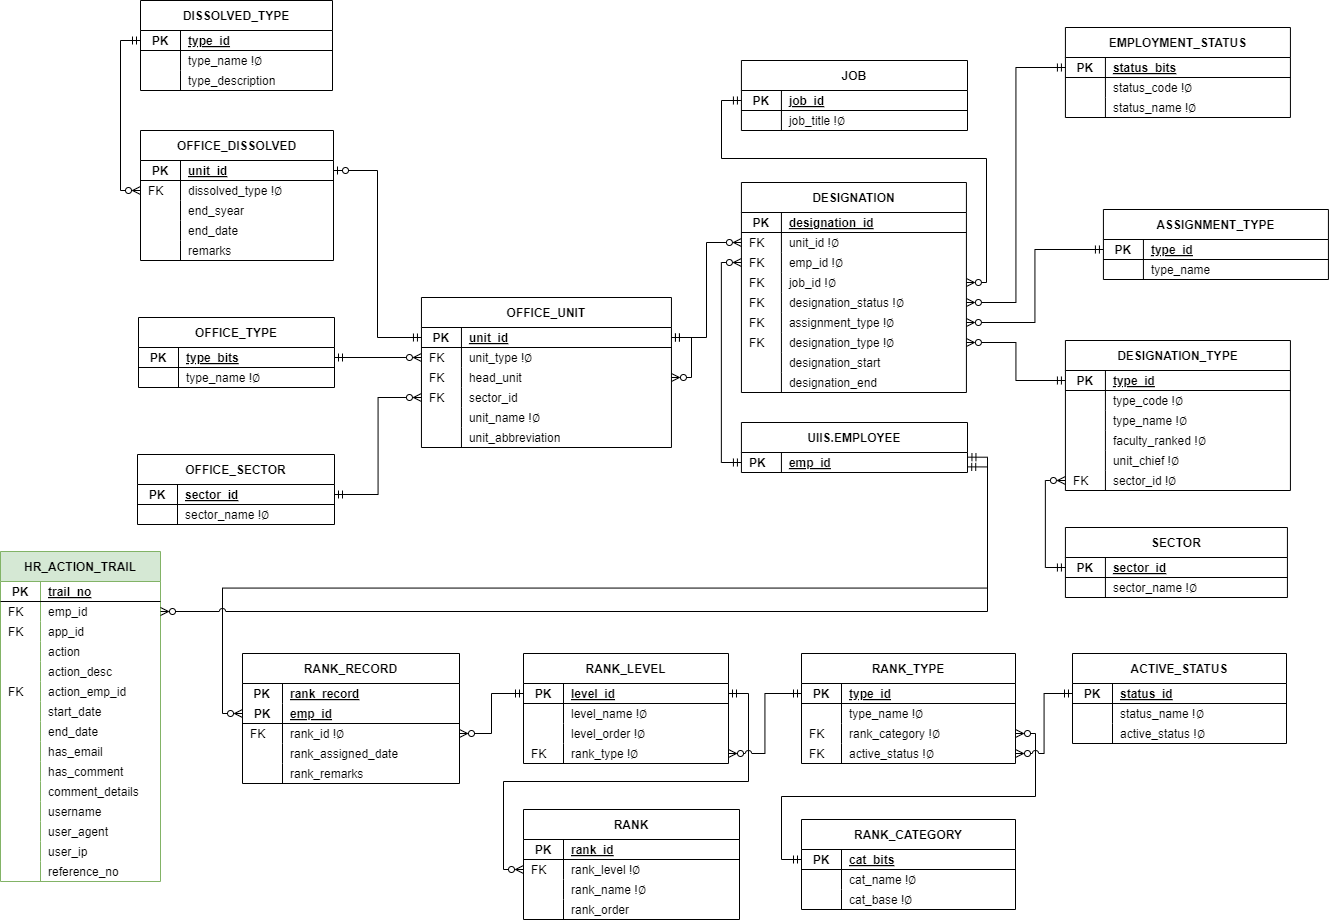 DISSOLVED_TYPE
PK type_id
type_name !∅
type_description
OFFICE_DISSOLVED
PK unit_id
FK dissolved_type !∅
end_syear
end_date
remarks
OFFICE_TYPE
PK type_bits
type_name !∅
OFFICE_SECTOR
PK sector_id
sector_name !∅
OFFICE_UNIT
PK unit_id
FK unit_type !∅
FK head_unit
FK sector_id
unit_name !∅
unit_abbreviation
JOB
PK job_id
job_title !∅
DESIGNATION
PK designation_id
FK unit_id !∅
FK emp_id !∅
FK job_id !∅
FK designation_status !∅
FK assignment_type !∅
FK designation_type !∅
designation_start
designation_end
UIIS.EMPLOYEE
PK emp_id
EMPLOYMENT_STATUS
PK status_bits
status_code !∅
status_name !∅
ASSIGNMENT_TYPE
PK type_id
type_name
DESIGNATION_TYPE
PK type_id
type_code !∅
type_name !∅
faculty_ranked !∅
unit_chief !∅
FK sector_id !∅
SECTOR
PK sector_id
sector_name !∅
HR_ACTION_TRAIL
PK trail_no
FK emp_id
FK app_id
action
action_desc
FK action_emp_id
start_date
end_date
has_email
has_comment
comment_details
username
user_agent
user_ip
reference_no
RANK_RECORD
PK rank_record
PK emp_id
FK rank_id !∅
rank_assigned_date
rank_remarks
RANK_LEVEL
PK level_id
level_name !∅
level_order !∅
FK rank_type !∅
RANK
PK rank_id
FK rank_level !∅
rank_name !∅
rank_order
RANK_TYPE
PK type_id
type_name !∅
FK rank_category !∅
FK active_status !∅
RANK_CATEGORY
PK cat_bits
cat_name !∅
cat_base !∅
ACTIVE_STATUS
PK status_id
status_name !∅
active_status !∅